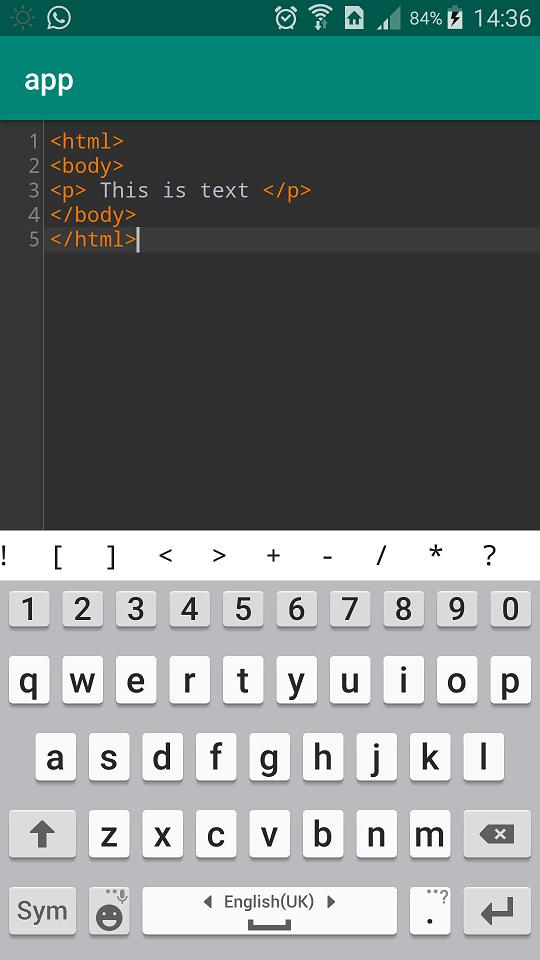 84% 14:36
app
1 <html>
2 <body>
3 <p> This is text </p>
4 </body>
5 </html>
! [ ] < > + - / * ?
1 2 3 4 5 6 7 8 9 0
q w e r t y u i o p
a s d f g h j k l
z x c v b n m
Sym English(UK) . ?